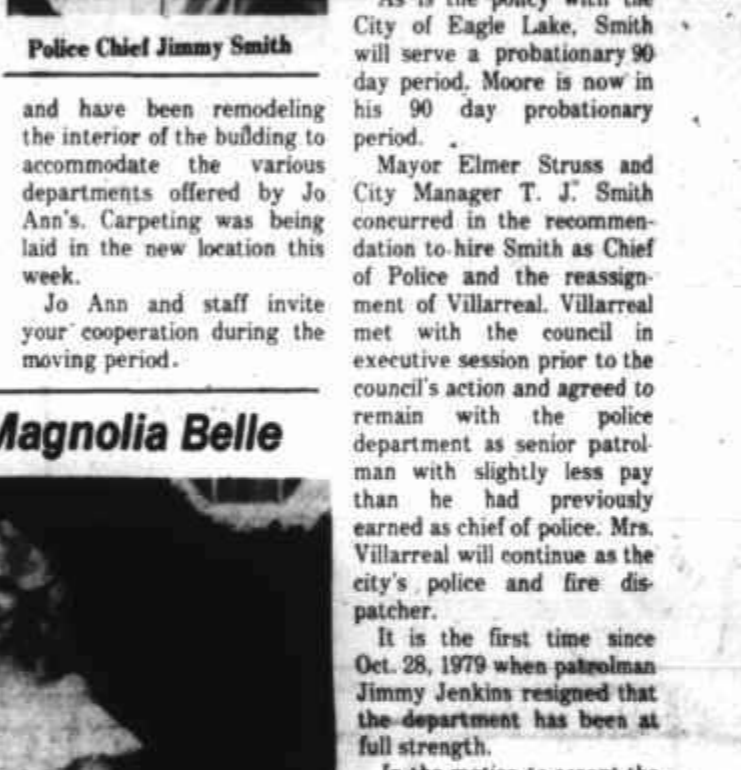 Police Chief Jimmy Smith
and have been remodeling
the interior of the building to
accommodate the various
departments offered by Jo
Ann's. Carpeting was being
laid in the new location this
week.
Jo Ann and staff invite
your cooperation during the
moving period.
Magnolia Belle
As is the policy with the
City of Eagle Lake, Smith
will serve a probationary 90
day period. Moore is now in
his 90 day probationary
period.
Mayor Elmer Struss and
City Manager T. J. Smith
concurred in the recommen-
dation to hire Smith as Chief
of Police and the reassign-
ment of Villarreal. Villarreal
met with the council in
executive session prior to the
council's action and agreed to
remain with the police
department as senior patrol-
man with slightly less pay
than he had previously
earned as chief of police. Mrs.
Villarreal will continue as the
city's police and fire dis-
patcher.
It is the first time since
Oct. 28, 1979 when patrolman
Jimmy Jenkins resigned that
the department has been at
full strength.